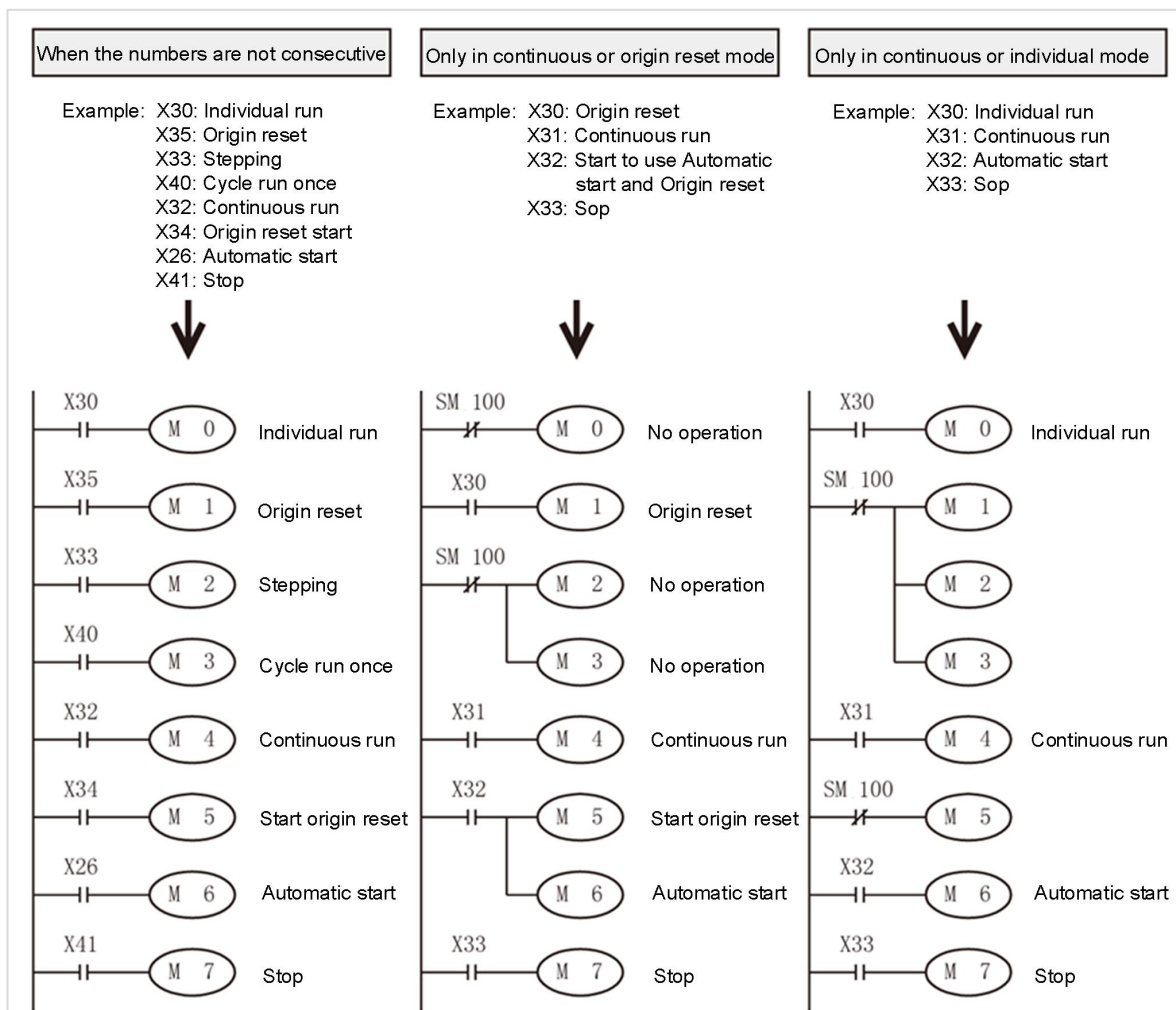 When the numbers are not consecutive
Example: X30: Individual run
X35: Origin reset
X33: Stepping
X40: Cycle run once
X32: Continuous run
X34: Origin reset start
X26: Automatic start
X41: Stop
X30
M 0 Individual run
X35
M 1 Origin reset
X33
M 2 Stepping
X40
M 3 Cycle run once
X32
M 4 Continuous run
X34
M 5 Start origin reset
X26
M 6 Automatic start
X41
M 7 Stop
Only in continuous or origin reset mode
Example: X30: Origin reset
X31: Continuous run
X32: Start to use Automatic
start and Origin reset
X33: Sop
SM 100
M 0 No operation
X30
M 1 Origin reset
SM 100
M 2 No operation
M 3 No operation
X31
M 4 Continuous run
X32
M 5 Start origin reset
M 6 Automatic start
X33
M 7 Stop
Only in continuous or individual mode
Example: X30: Individual run
X31: Continuous run
X32: Automatic start
X33: Sop
X30
M 0 Individual run
SM 100
M 1
M 2
M 3
X31
M 4 Continuous run
SM 100
M 5
X32
M 6 Automatic start
X33
M 7 Stop